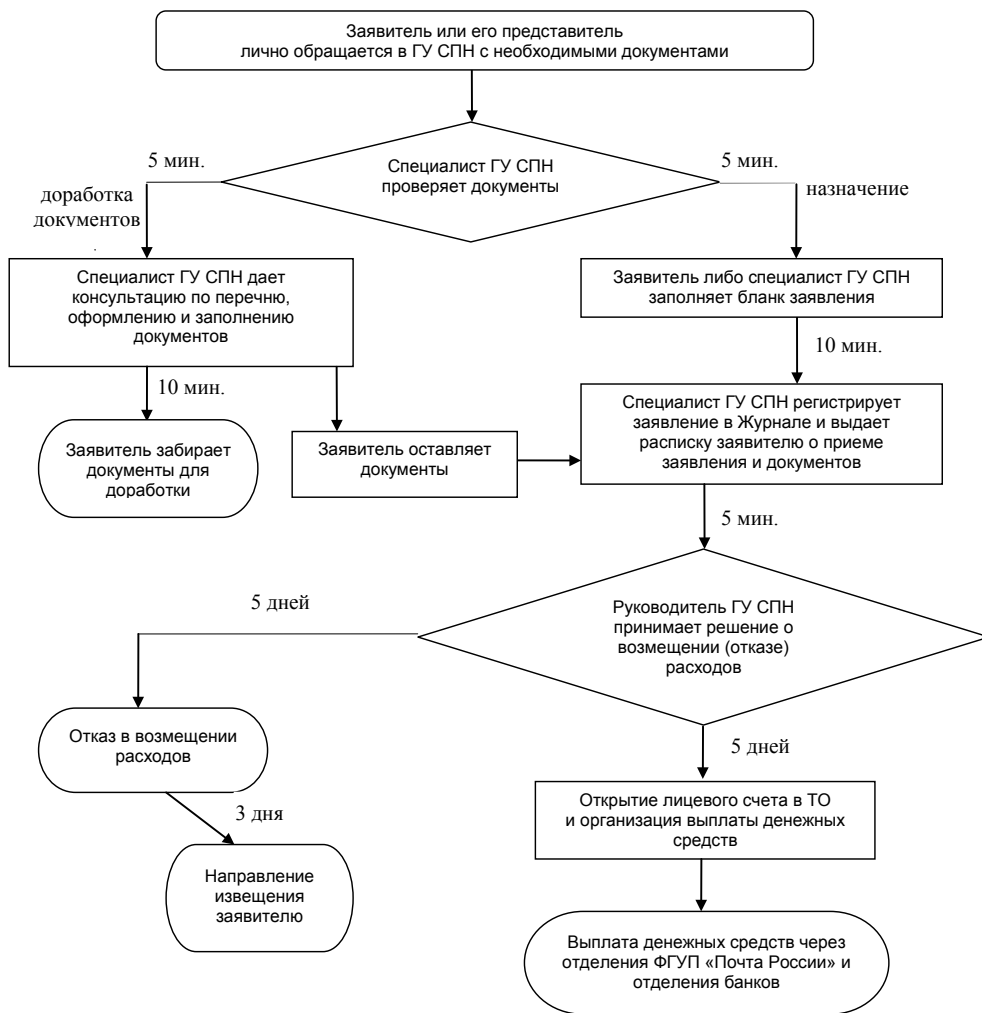 Заявитель или его представитель
лично обращается в ГУ СПН с необходимыми документами
5 мин.
Специалист ГУ СПН
проверяет документы
5 мин.
доработка
документов
назначение
Специалист ГУ СПН дает
консультацию по перечню,
оформлению и заполнению
документов
Заявитель либо специалист ГУ СПН
заполняет бланк заявления
10 мин.
10 мин.
Заявитель забирает
документы для
доработки
Заявитель оставляет
документы
Специалист ГУ СПН регистрирует
заявление в Журнале и выдает
расписку заявителю о приеме
заявления и документов
5 мин.
5 дней
Руководитель ГУ СПН
принимает решение о
возмещении (отказе)
расходов
Отказ в возмещении
расходов
5 дней
3 дня
Открытие лицевого счета в ТО
и организация выплаты денежных
средств
Направление
извещения
заявителю
Выплата денежных средств через
отделения ФГУП «Почта России» и
отделения банков